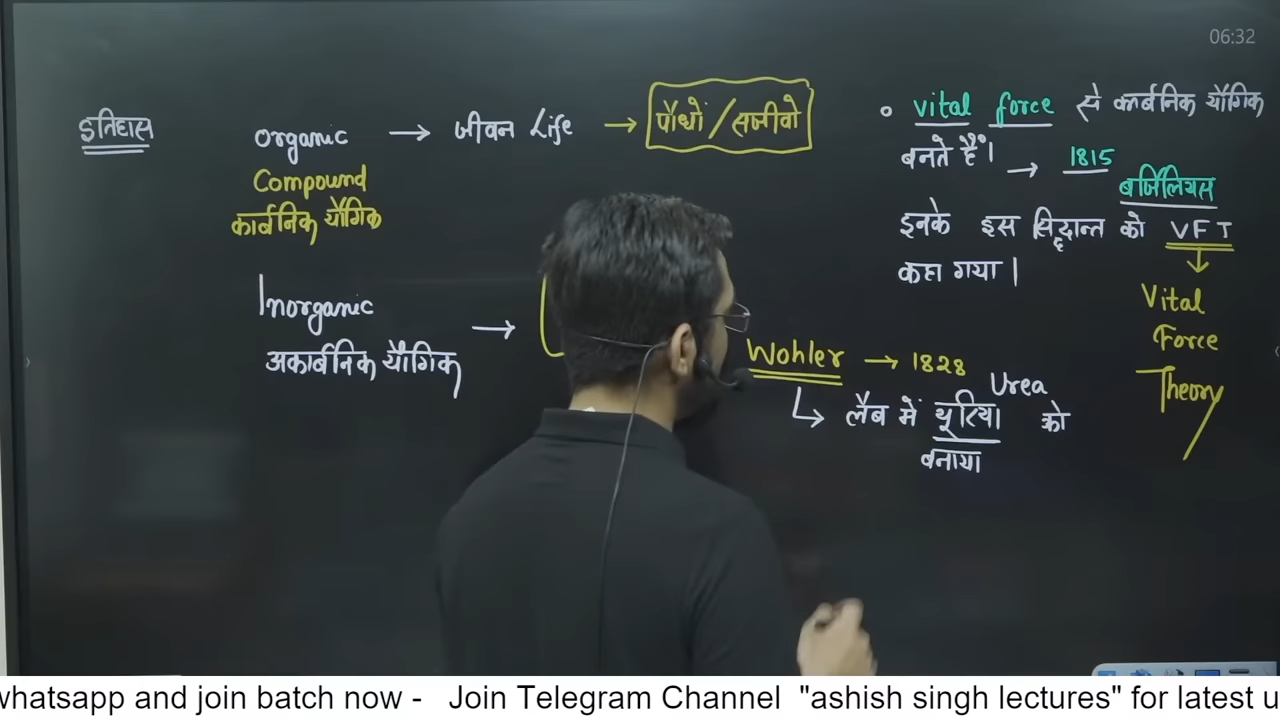 06:32
इतिहास
organic → जीवन Life → पौधों / सजीवो
Compound
कार्बनिक यौगिक
Inorganic →
अकार्बनिक यौगिक
• vital force से कार्बनिक यौगिक
बनते हैं। → 1815
बर्जिलियस
इनके इस सिद्धान्त को VFT
कहा गया।
Vital
Force
Theory
Wohler → 1828
Urea
लैब में यूरिया को
बनाया
whatsapp and join batch now - Join Telegram Channel "ashish singh lectures" for latest u